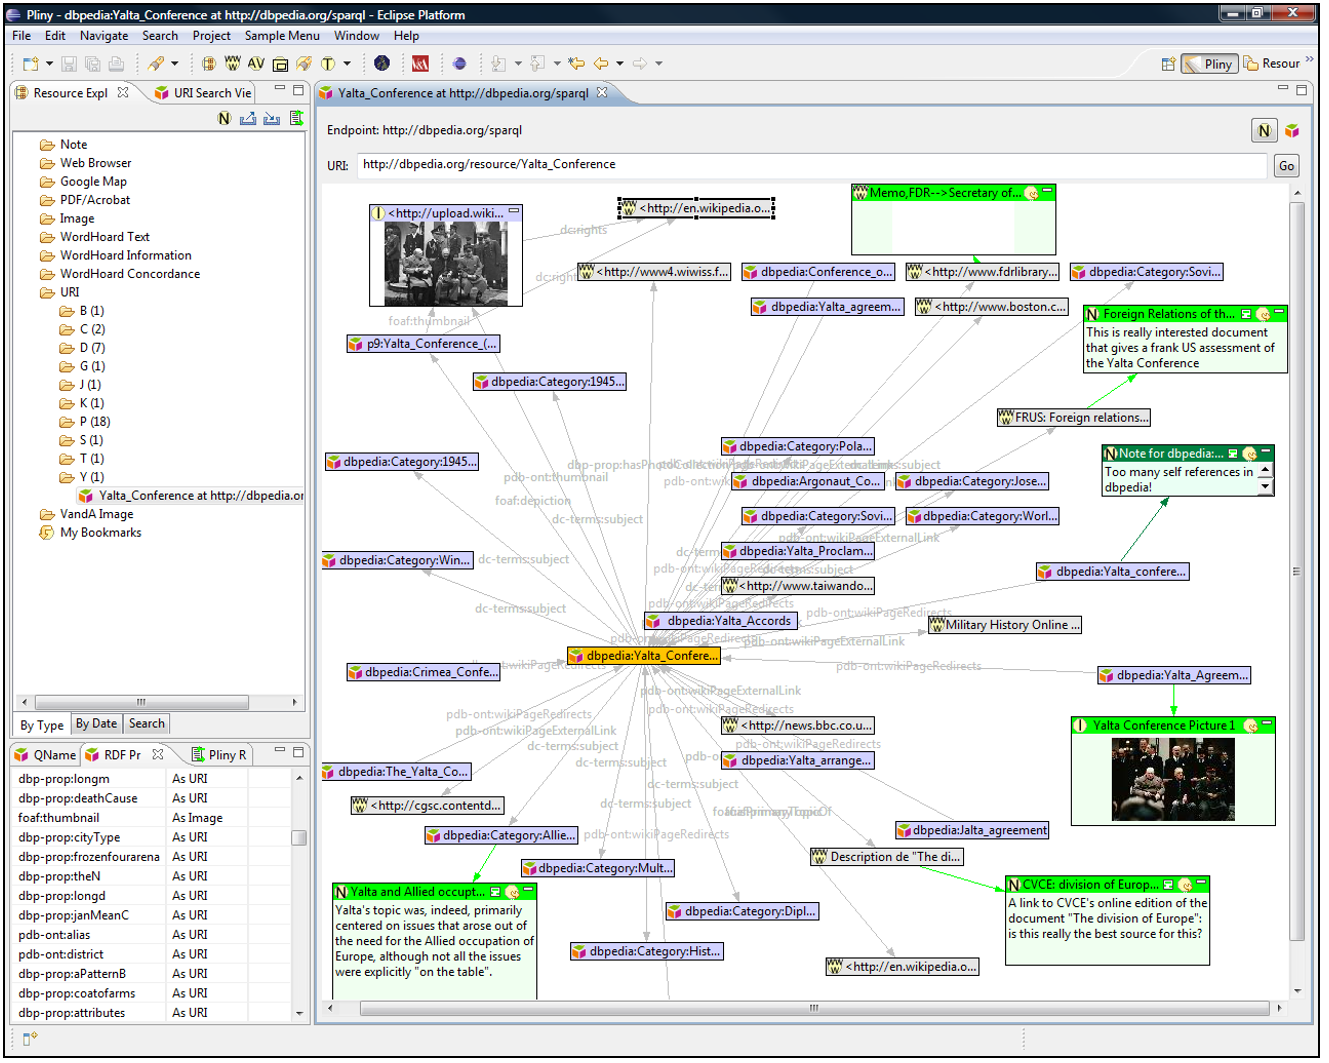 Pliny - dbpedia:Yalta_Conference at http://dbpedia.org/sparql - Eclipse Platform
File Edit Navigate Search Project Sample Menu Window Help
Pliny Resour
Resource Expl URI Search Vie
Note
Web Browser
Google Map
PDF/Acrobat
Image
WordHoard Text
WordHoard Information
WordHoard Concordance
URI
B (1)
C (2)
D (7)
G (1)
J (1)
K (1)
P (18)
S (1)
T (1)
Y (1)
Yalta_Conference at http://dbpedia.or
VandA Image
My Bookmarks
By Type By Date Search
QName RDF Pr Pliny R
dbp-prop:longm As URI
dbp-prop:deathCause As URI
foaf:thumbnail As Image
dbp-prop:cityType As URI
dbp-prop:frozenfourarena As URI
dbp-prop:theN As URI
dbp-prop:longd As URI
dbp-prop:janMeanC As URI
pdb-ont:alias As URI
pdb-ont:district As URI
dbp-prop:aPatternB As URI
dbp-prop:coatofarms As URI
dbp-prop:attributes As URI
Yalta_Conference at http://dbpedia.org/sparql
Endpoint: http://dbpedia.org/sparql
URI: http://dbpedia.org/resource/Yalta_Conference Go
Memo,FDR-->Secretary of...
<http://upload.wiki...
<http://en.wikipedia.o...
dc:rights
dc:right
<http://www4.wiwiss.f...
dbpedia:Conference_o...
<http://www.fdrlibrary...
dbpedia:Category:Sovi...
dbpedia:Yalta_agreem...
<http://www.boston.c...
foaf:thumbnail
Foreign Relations of th...
This is really interested document
that gives a frank US assessment of
the Yalta Conference
p9:Yalta_Conference_(...
dbpedia:Category:1945...
FRUS: Foreign relations...
dbpedia:Category:Pola...
Note for dbpedia:...
Too many self references in
dbpedia!
dbpedia:Category:1945...
pdb-ont:thumbnail
dbpedia:Argonaut_Co...
dbpedia:Category:Jose...
foaf:depiction
dc-terms:subject
dbpedia:Category:Sovi...
dbpedia:Category:Worl...
pdb-ont:wikiPageExternalLink
dbpedia:Category:Win...
dc-terms:subject
dbpedia:Yalta_Proclam...
dbpedia:Yalta_confere...
<http://www.taiwando...
dc-terms:subject
pdb-ont:wikiPageRedirects
pdb-ont:wikiPageRedirects
dbpedia:Yalta_Accords
Military History Online ...
pdb-ont:wikiPageExternalLink
dbpedia:Yalta_Confere...
dbpedia:Crimea_Confe...
pdb-ont:wikiPageRedirects
dbpedia:Yalta_Agreem...
pdb-ont:wikiPageExternalLink
pdb-ont:wikiPageRedirects
pdb-ont:wikiPageRedirects
<http://news.bbc.co.u...
Yalta Conference Picture 1
pdb-ont:wikiPageExternalLink
dc-terms:subject
pdb-ont:wikiPageRedirects
dbpedia:Yalta_arrange...
dc-terms:subject
dbpedia:The_Yalta_Co...
dc-terms:subject
<http://cgsc.contentd...
dc-terms:subject
dbpedia:Category:Allie...
pdb-ont:wikiPageRedirects
dbpedia:Jalta_agreement
Description de "The di...
dbpedia:Category:Mult...
Yalta and Allied occupt...
Yalta's topic was, indeed, primarily
centered on issues that arose out of
the need for the Allied occupation of
Europe, although not all the issues
were explicitly "on the table".
CVCE: division of Europ...
A link to CVCE's online edition of the
document "The division of Europe":
is this really the best source for this?
dbpedia:Category:Dipl...
dbpedia:Category:Hist...
<http://en.wikipedia.o...